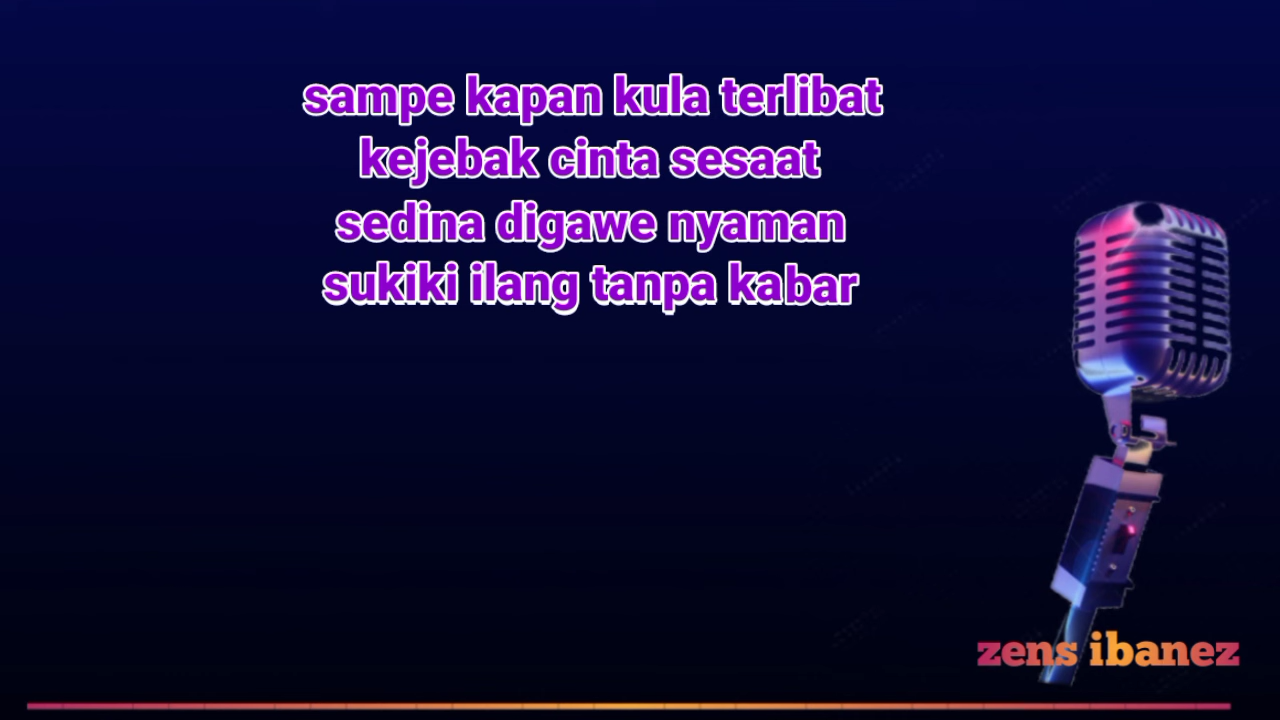 sampe kapan kula terlibat
kejebak cinta sesaat
sedina digawe nyaman
sukiki ilang tanpa kabar
zens ibanez